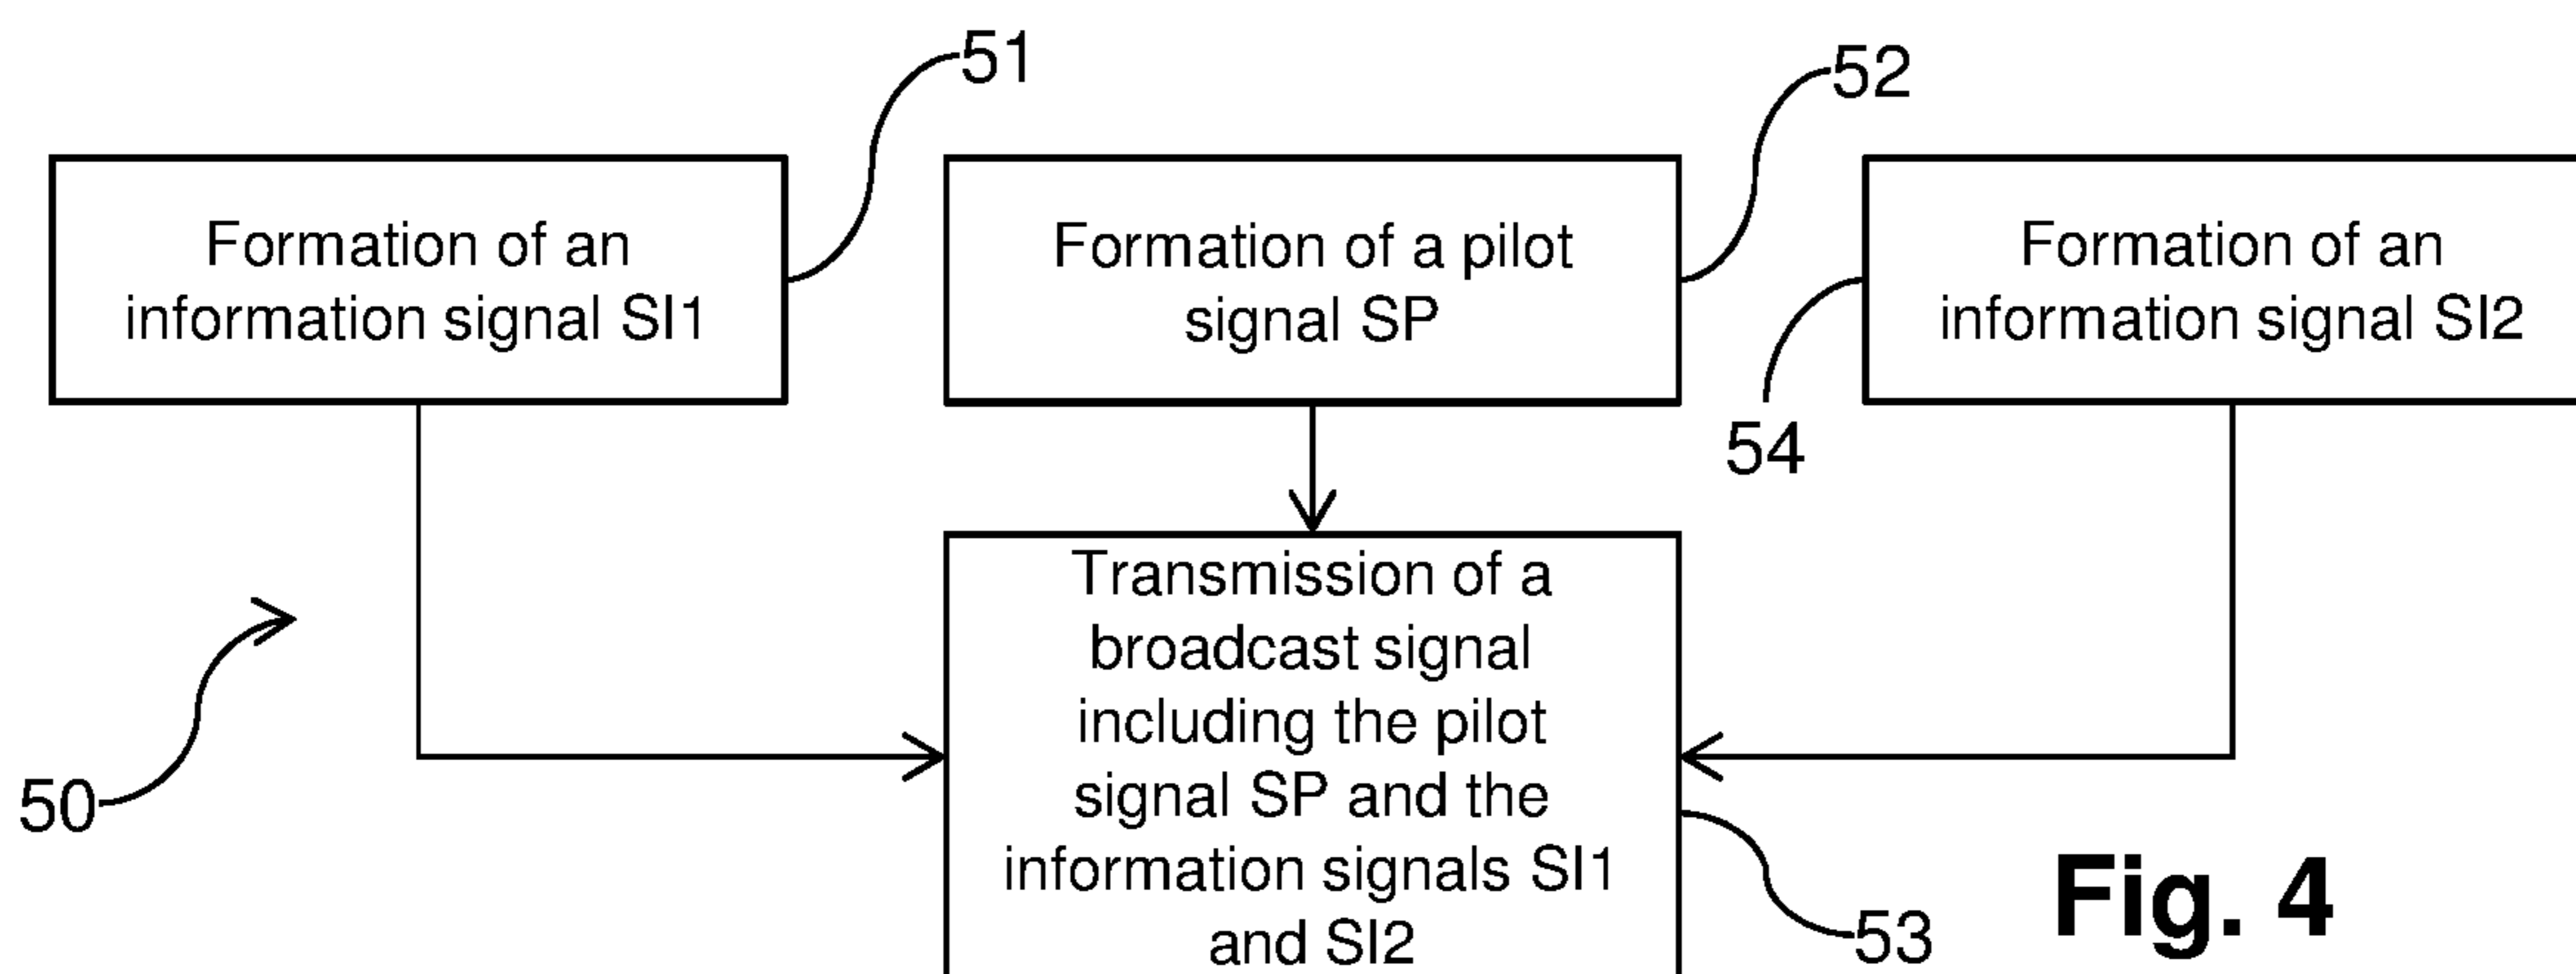 51
52
Formation of an
information signal SI1
Formation of a pilot
signal SP
Formation of an
information signal SI2
54
Transmission of a
broadcast signal
including the pilot
signal SP and the
information signals SI1
and SI2
50
53
Fig. 4